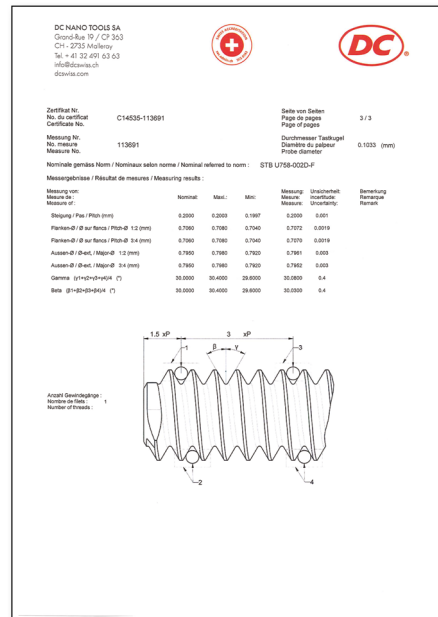 DC NANO TOOLS SA
Grand-Rue 19 / CP 363
CH - 2735 Malleray
Tel. + 41 32 491 63 63
info@dcswiss.ch
dcswiss.com
DC
®
Zertifikat Nr.
No. du certificat C14535-113691
Certificate No.
Seite von Seiten
Page de pages 3 / 3
Page of pages
Messung Nr.
No. mesure 113691
Measure No.
Durchmesser Tastkugel
Diamètre du palpeur 0.1033 (mm)
Probe diameter
Nominale gemäss Norm / Nominaux selon norme / Nominal referred to norm : STB U758-002D-F
Messergebnisse / Résultat de mesures / Measuring results :
Messung von: Messung: Unsicherheit: Bemerkung
Mesure de : Nominal: Maxi.: Mini: Mesure: Incertitude: Remarque
Measure of : Measure: Uncertainty: Remark
Steigung / Pas / Pitch (mm) 0.2000 0.2003 0.1997 0.2000 0.001
Flanken-Ø / Ø sur flancs / Pitch-Ø 1:2 (mm) 0.7060 0.7080 0.7040 0.7072 0.0019
Flanken-Ø / Ø sur flancs / Pitch-Ø 3:4 (mm) 0.7060 0.7080 0.7040 0.7070 0.0019
Aussen-Ø / Ø-ext. / Major-Ø 1:2 (mm) 0.7950 0.7980 0.7920 0.7951 0.003
Aussen-Ø / Ø-ext. / Major-Ø 3:4 (mm) 0.7950 0.7980 0.7920 0.7952 0.003
Gamma (γ1+γ2+γ3+γ4)/4 (°) 30.0000 30.4000 29.6000 30.0800 0.4
Beta (β1+β2+β3+β4)/4 (°) 30.0000 30.4000 29.6000 30.0300 0.4
1.5 xP 3 xP
1 β γ 3
Anzahl Gewindegänge :
Nombre de filets : 1
Number of threads :
2 4